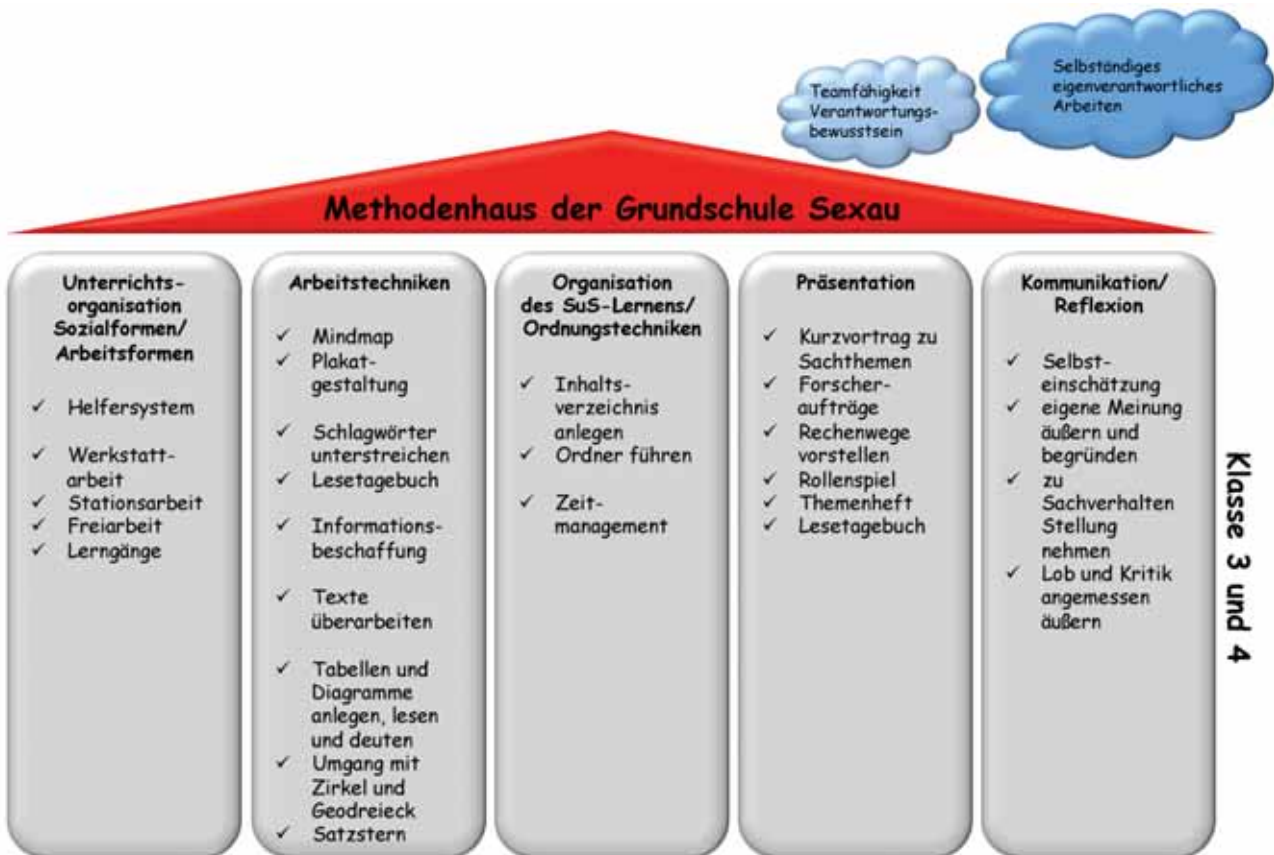 Teamfähigkeit
Verantwortungs-
bewusstsein
Selbständiges
eigenverantwortliches
Arbeiten
Methodenhaus der Grundschule Sexau
Unterrichts-
organisation
Sozialformen/
Arbeitsformen
✓ Helfersystem
✓ Werkstatt-
arbeit
✓ Stationsarbeit
✓ Freiarbeit
✓ Lerngänge
Arbeitstechniken
✓ Mindmap
✓ Plakat-
gestaltung
✓ Schlagwörter
unterstreichen
✓ Lesetagebuch
✓ Informations-
beschaffung
✓ Texte
überarbeiten
✓ Tabellen und
Diagramme
anlegen, lesen
und deuten
✓ Umgang mit
Zirkel und
Geodreieck
✓ Satzstern
Organisation
des SuS-Lernens/
Ordnungstechniken
✓ Inhalts-
verzeichnis
anlegen
✓ Ordner führen
✓ Zeit-
management
Präsentation
✓ Kurzvortrag zu
Sachthemen
✓ Forscher-
aufträge
✓ Rechenwege
vorstellen
✓ Rollenspiel
✓ Themenheft
✓ Lesetagebuch
Kommunikation/
Reflexion
✓ Selbst-
einschätzung
✓ eigene Meinung
äußern und
begründen
✓ zu
Sachverhalten
Stellung
nehmen
✓ Lob und Kritik
angemessen
äußern
Klasse 3 und 4